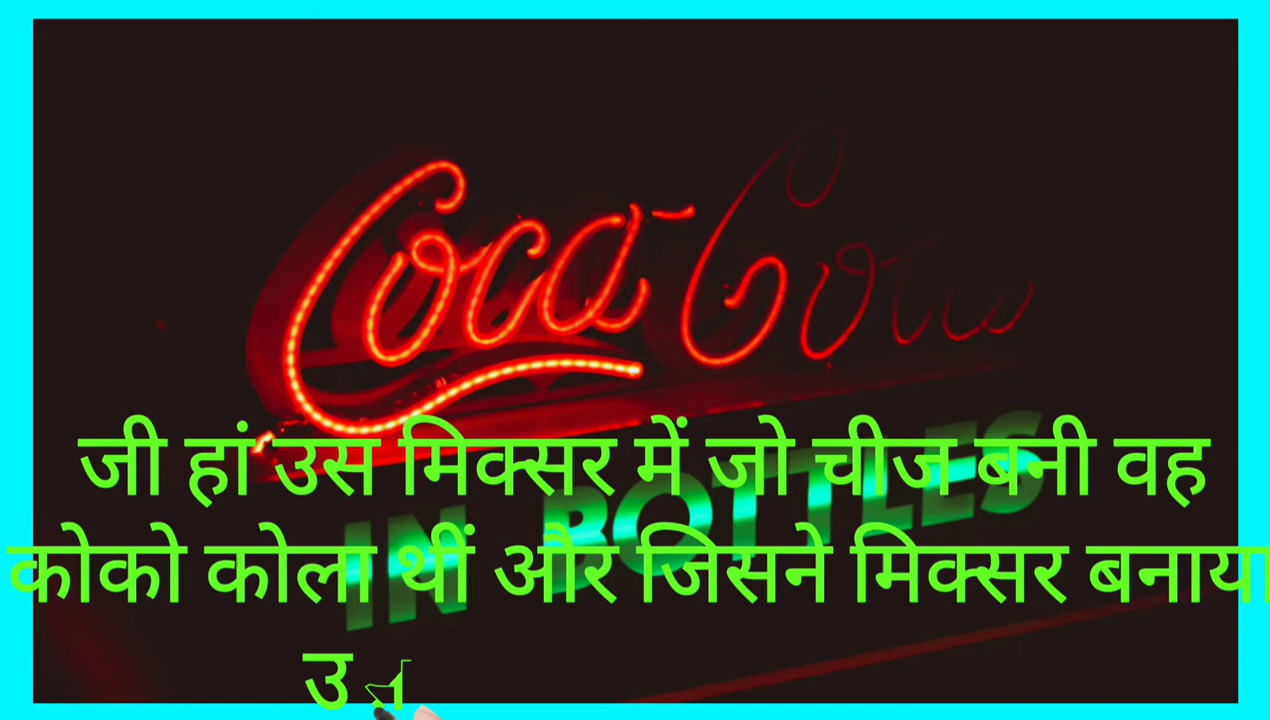 Coca-Cola
IN BOTTLES
जी हां उस मिक्सर में जो चीज बनी वह
कोको कोला थीं और जिसने मिक्सर बनाया